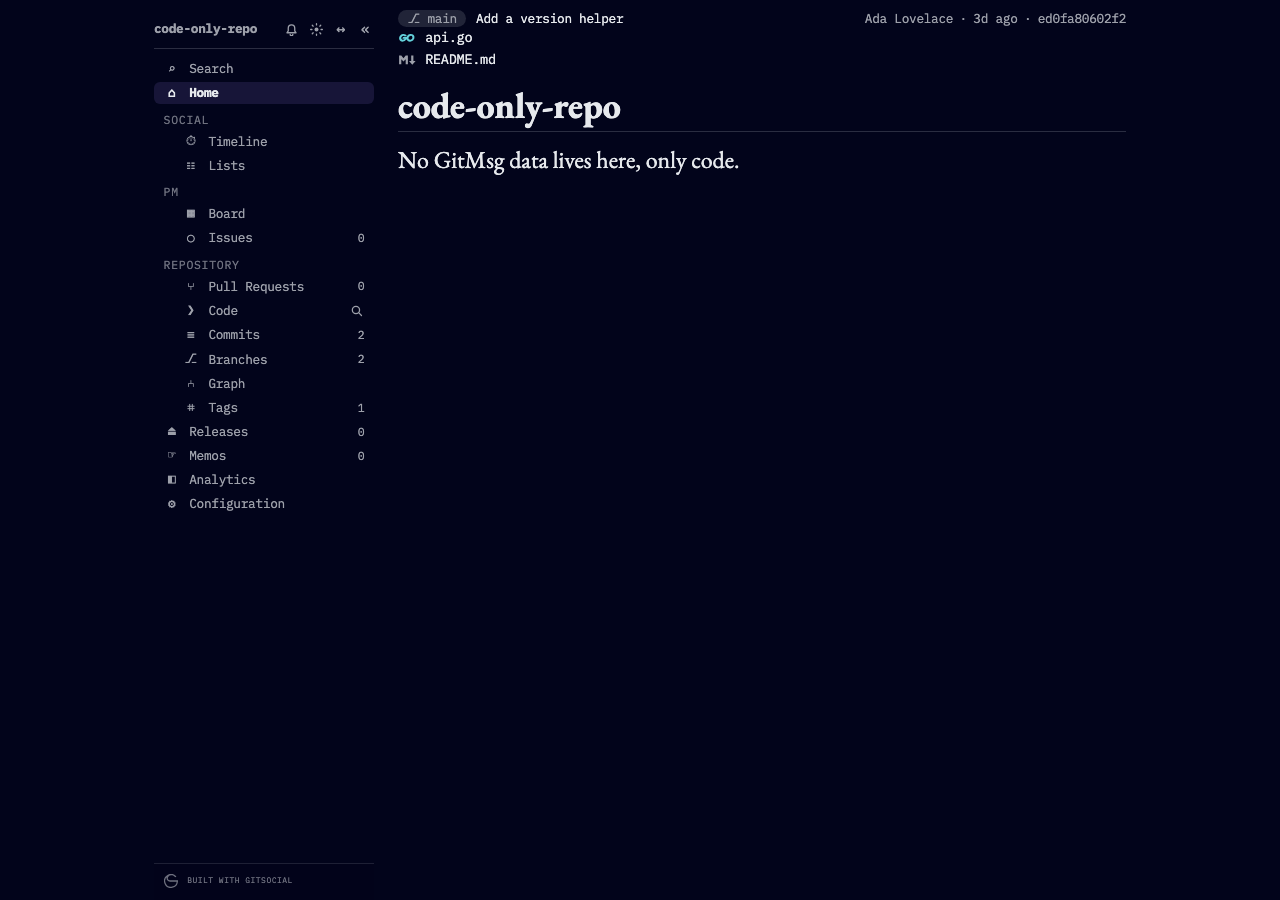 code-only-repo
Search
Home
SOCIAL
Timeline
Lists
PM
Board
Issues 0
REPOSITORY
Pull Requests 0
Code
Commits 2
Branches 2
Graph
Tags 1
Releases 0
Memos 0
Analytics
Configuration
BUILT WITH GITSOCIAL
main Add a version helper Ada Lovelace · 3d ago · ed0fa80602f2
GO api.go
M↓ README.md
code-only-repo
No GitMsg data lives here, only code.